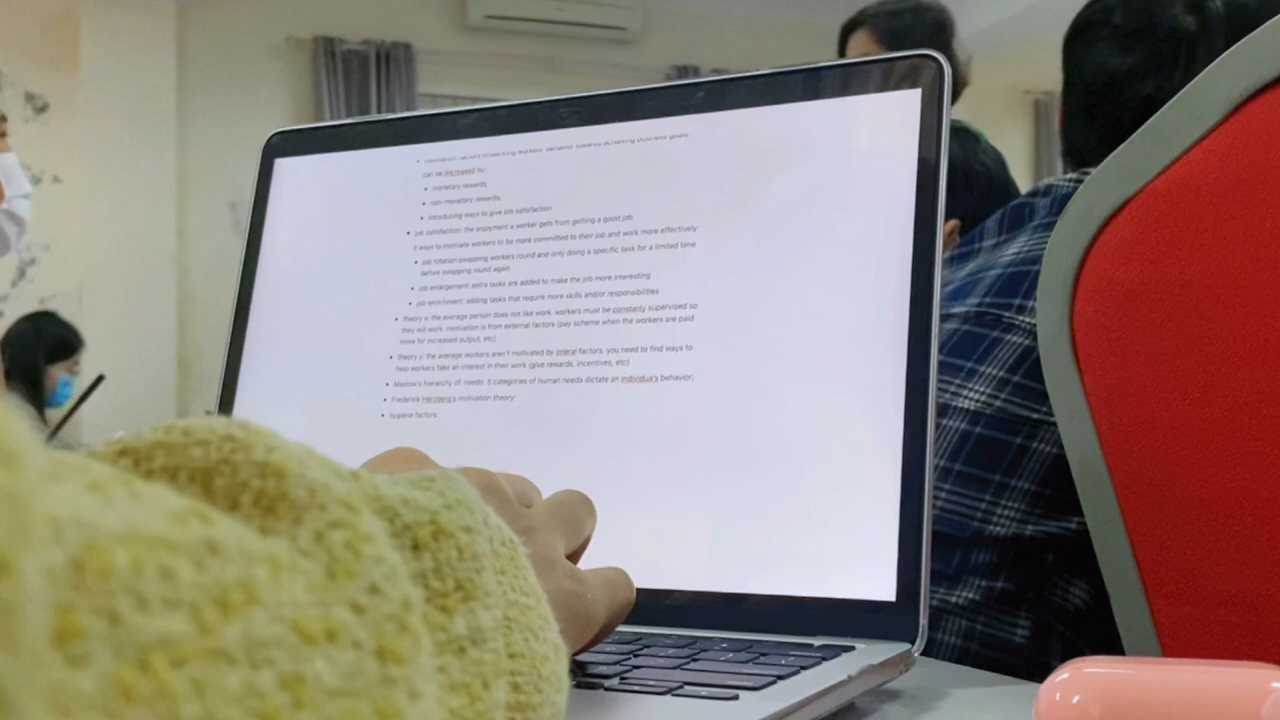 • motivation: factors influencing workers' behavior towards achieving business goals.
can be increased by:
• monetary rewards;
• non-monetary rewards;
• introducing ways to give job satisfaction
• job satisfaction: the enjoyment a worker gets from getting a good job.
3 ways to motivate workers to be more committed to their job and work more effectively:
• job rotation:swapping workers round and only doing a specific task for a limited time
before swapping round again
• job enlargement: extra tasks are added to make the job more interesting
• job enrichment: adding tasks that require more skills and/or responsibilities
• theory x: the average person does not like work. workers must be constanly supervised so
they will work. motivation is from external factors (pay scheme when the workers are paid
more for increased output, etc)
• theory y: the average workers aren't motivated by interal factors. you need to find ways to
help workers take an interest in their work (give rewards, incentives, etc)
• Maslow's hierarchy of needs: 5 categories of human needs dictate an individua's behavior;
• Frederick Herzberg's motivation theory:
• hygiene factors: